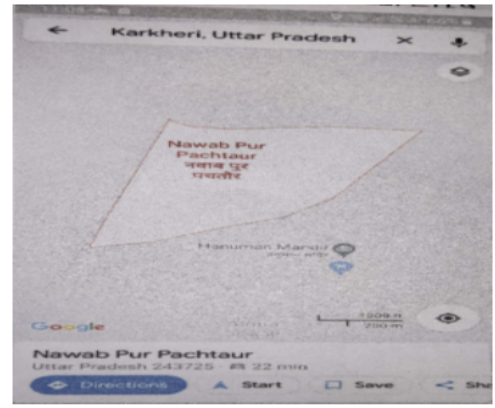 Karkheri, Uttar Pradesh
Nawab Pur
Pachtaur
नवाब पुर
पचतौर
Hanuman Mandir
Google
Nawab Pur Pachtaur
Uttar Pradesh 243725 · 22 min
Directions
Start
Save
Sha